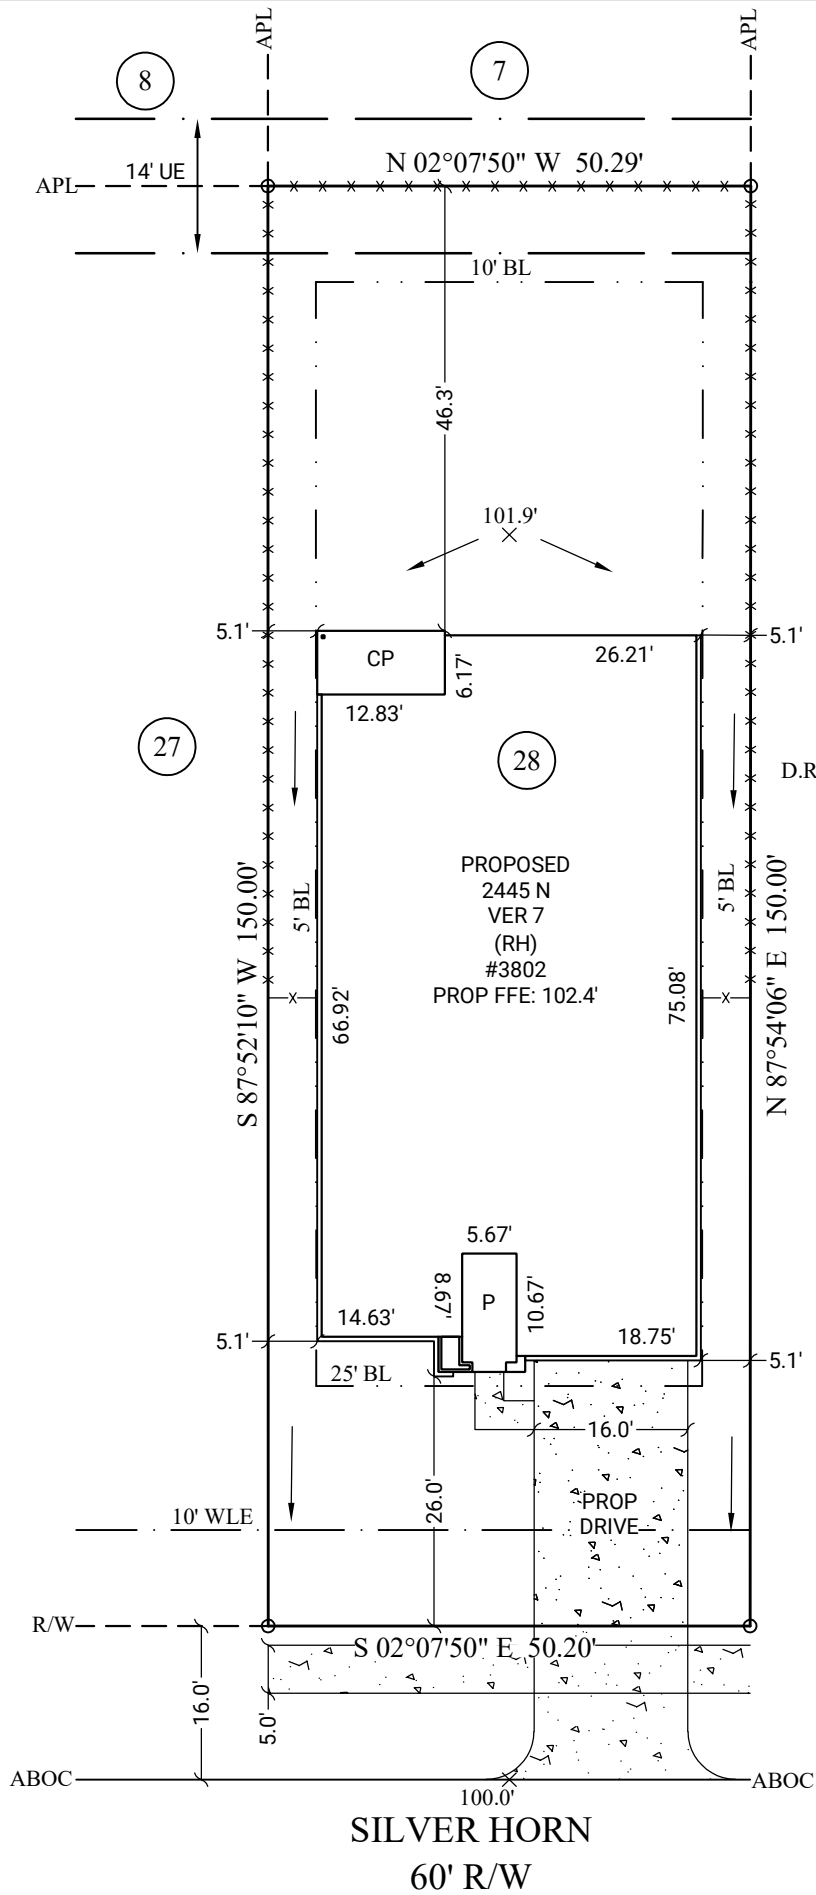 APL
APL
8
7
14' UE
N 02°07'50" W 50.29'
APL
10' BL
46.3'
101.9'
5.1'
CP
6.17'
26.21'
5.1'
12.83'
27
28
D.R
PROPOSED
2445 N
VER 7
(RH)
#3802
PROP FFE: 102.4'
S 87°52'10" W 150.00'
5' BL
66.92'
75.08'
5' BL
N 87°54'06" E 150.00'
5.67'
8.67'
P
10.67'
14.63'
18.75'
5.1'
5.1'
25' BL
16.0'
26.0'
PROP
DRIVE
10' WLE
R/W
S 02°07'50" E 50.20'
16.0'
5.0'
ABOC
ABOC
100.0'
SILVER HORN
60' R/W